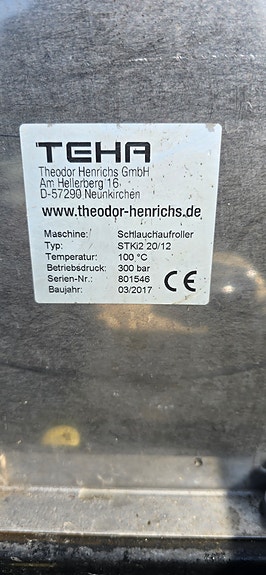 TEHA
Theodor Henrichs GmbH
Am Hellerberg 16
D-57290 Neunkirchen
www.theodor-henrichs.de
Maschine: Schlauchaufroller
Typ: STKi2 20/12
Temperatur: 100 °C
Betriebsdruck: 300 bar
Serien-Nr.: 801546
Baujahr: 03/2017
CE